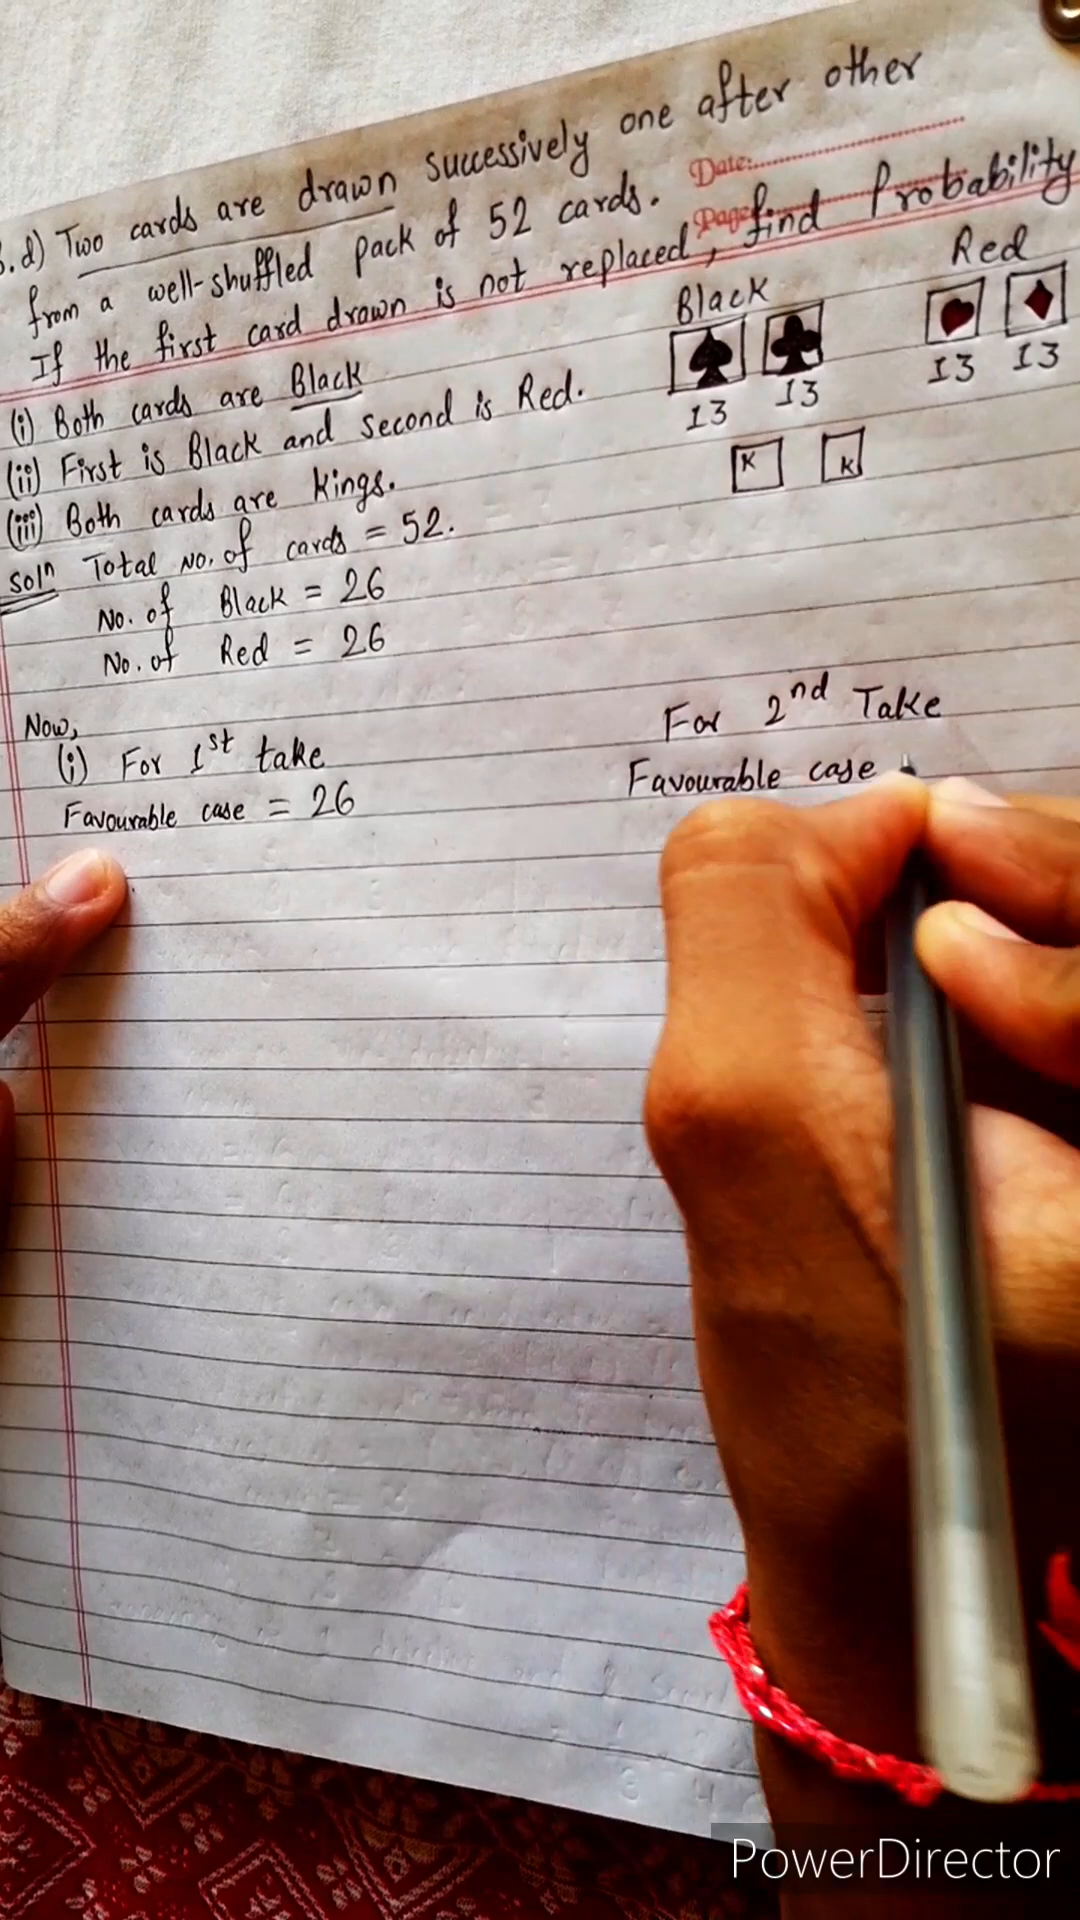 d) Two cards are drawn successively one after other
from a well-shuffled pack of 52 cards.
If the first card drawn is not replaced, find Probability
Date:
Page:
(i) Both cards are Black
(ii) First is Black and second is Red.
(iii) Both cards are kings.
Black
13 13
Red
13 13
K K
Soln Total No. of cards = 52.
No. of Black = 26
No. of Red = 26
Now,
(i) For 1st take
Favourable case = 26
For 2nd Take
Favourable case
PowerDirector